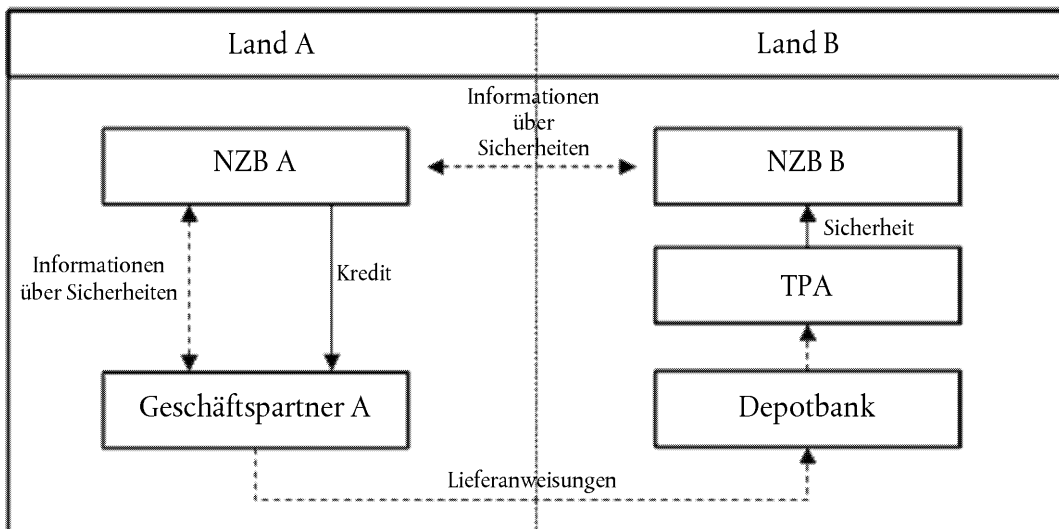 Land A
Land B
Informationen
über
Sicherheiten
NZB A
NZB B
Sicherheit
Informationen
über Sicherheiten
Kredit
TPA
Geschäftspartner A
Depotbank
Lieferanweisungen